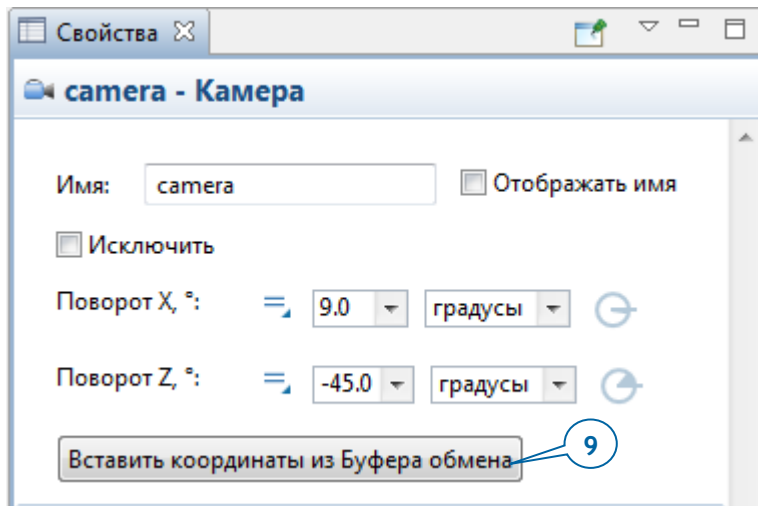 Свойства
camera - Камера
Имя: camera Отображать имя
Исключить
Поворот X, °: 9.0 градусы
Поворот Z, °: -45.0 градусы
Вставить координаты из Буфера обмена 9